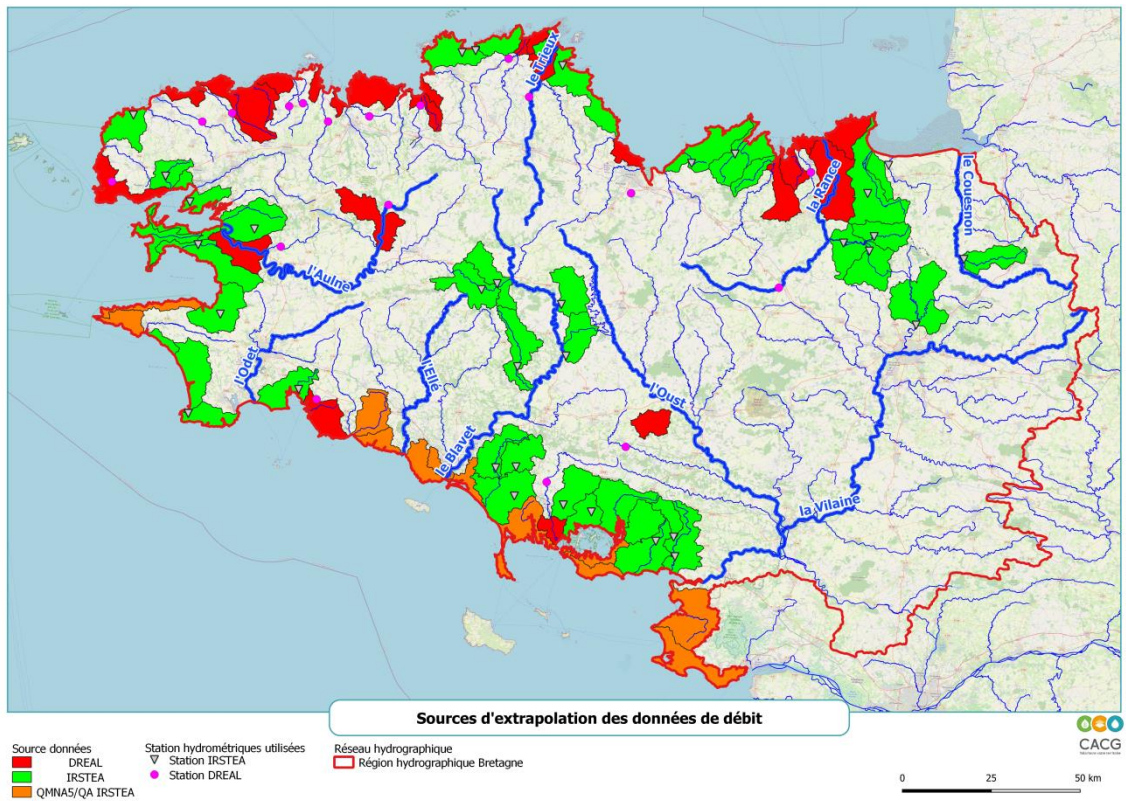 le Trieux
la Rance
le Couesnon
l'Aulne
l'Odet
l'Ellé
le Blavet
l'Oust
la Vilaine
Sources d'extrapolation des données de débit
Source données
DREAL
IRSTEA
QMNA5/QA IRSTEA
Station hydrométriques utilisées
Station IRSTEA
Station DREAL
Réseau hydrographique
Région hydrographique Bretagne
CACG
0 25 50 km